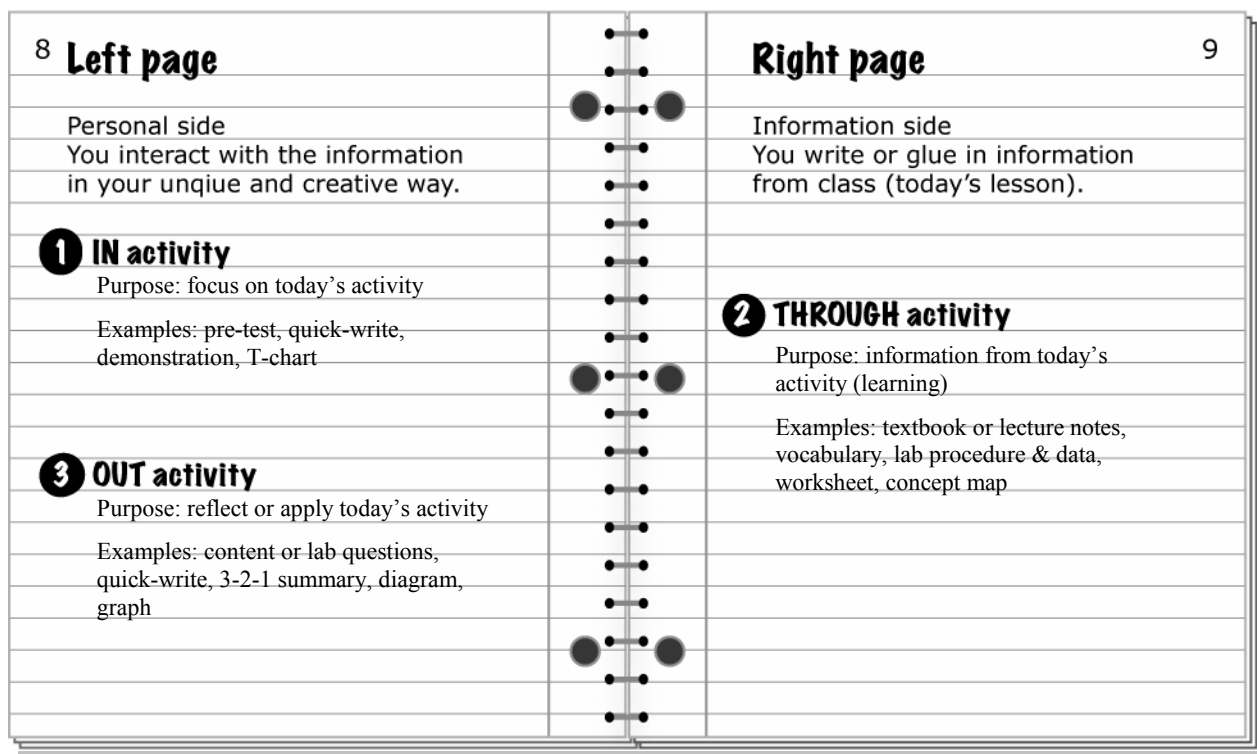 8
Left page
Personal side
You interact with the information
in your unqiue and creative way.
1 IN activity
Purpose: focus on today's activity
Examples: pre-test, quick-write,
demonstration, T-chart
3 OUT activity
Purpose: reflect or apply today's activity
Examples: content or lab questions,
quick-write, 3-2-1 summary, diagram,
graph
Right page
9
Information side
You write or glue in information
from class (today's lesson).
2 THROUGH activity
Purpose: information from today's
activity (learning)
Examples: textbook or lecture notes,
vocabulary, lab procedure & data,
worksheet, concept map